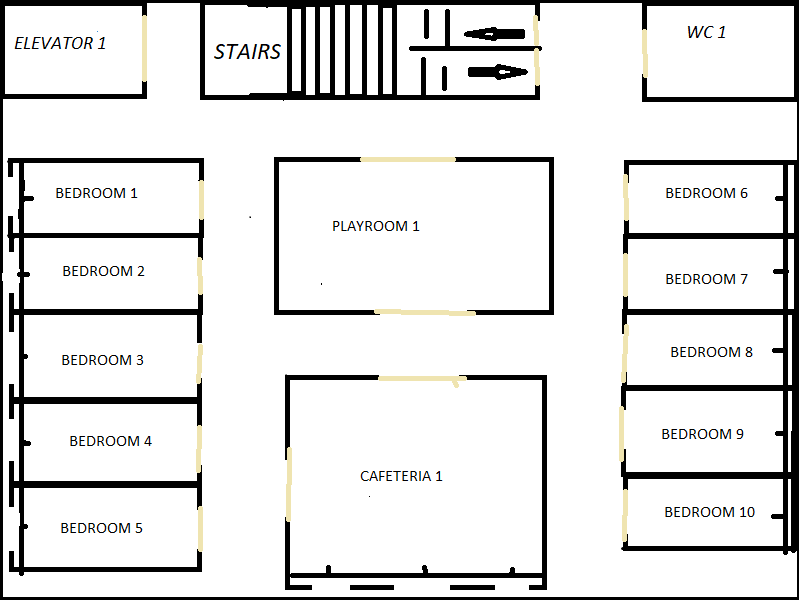 ELEVATOR 1
STAIRS
WC 1
BEDROOM 1
BEDROOM 2
BEDROOM 3
BEDROOM 4
BEDROOM 5
PLAYROOM 1
CAFETERIA 1
BEDROOM 6
BEDROOM 7
BEDROOM 8
BEDROOM 9
BEDROOM 10